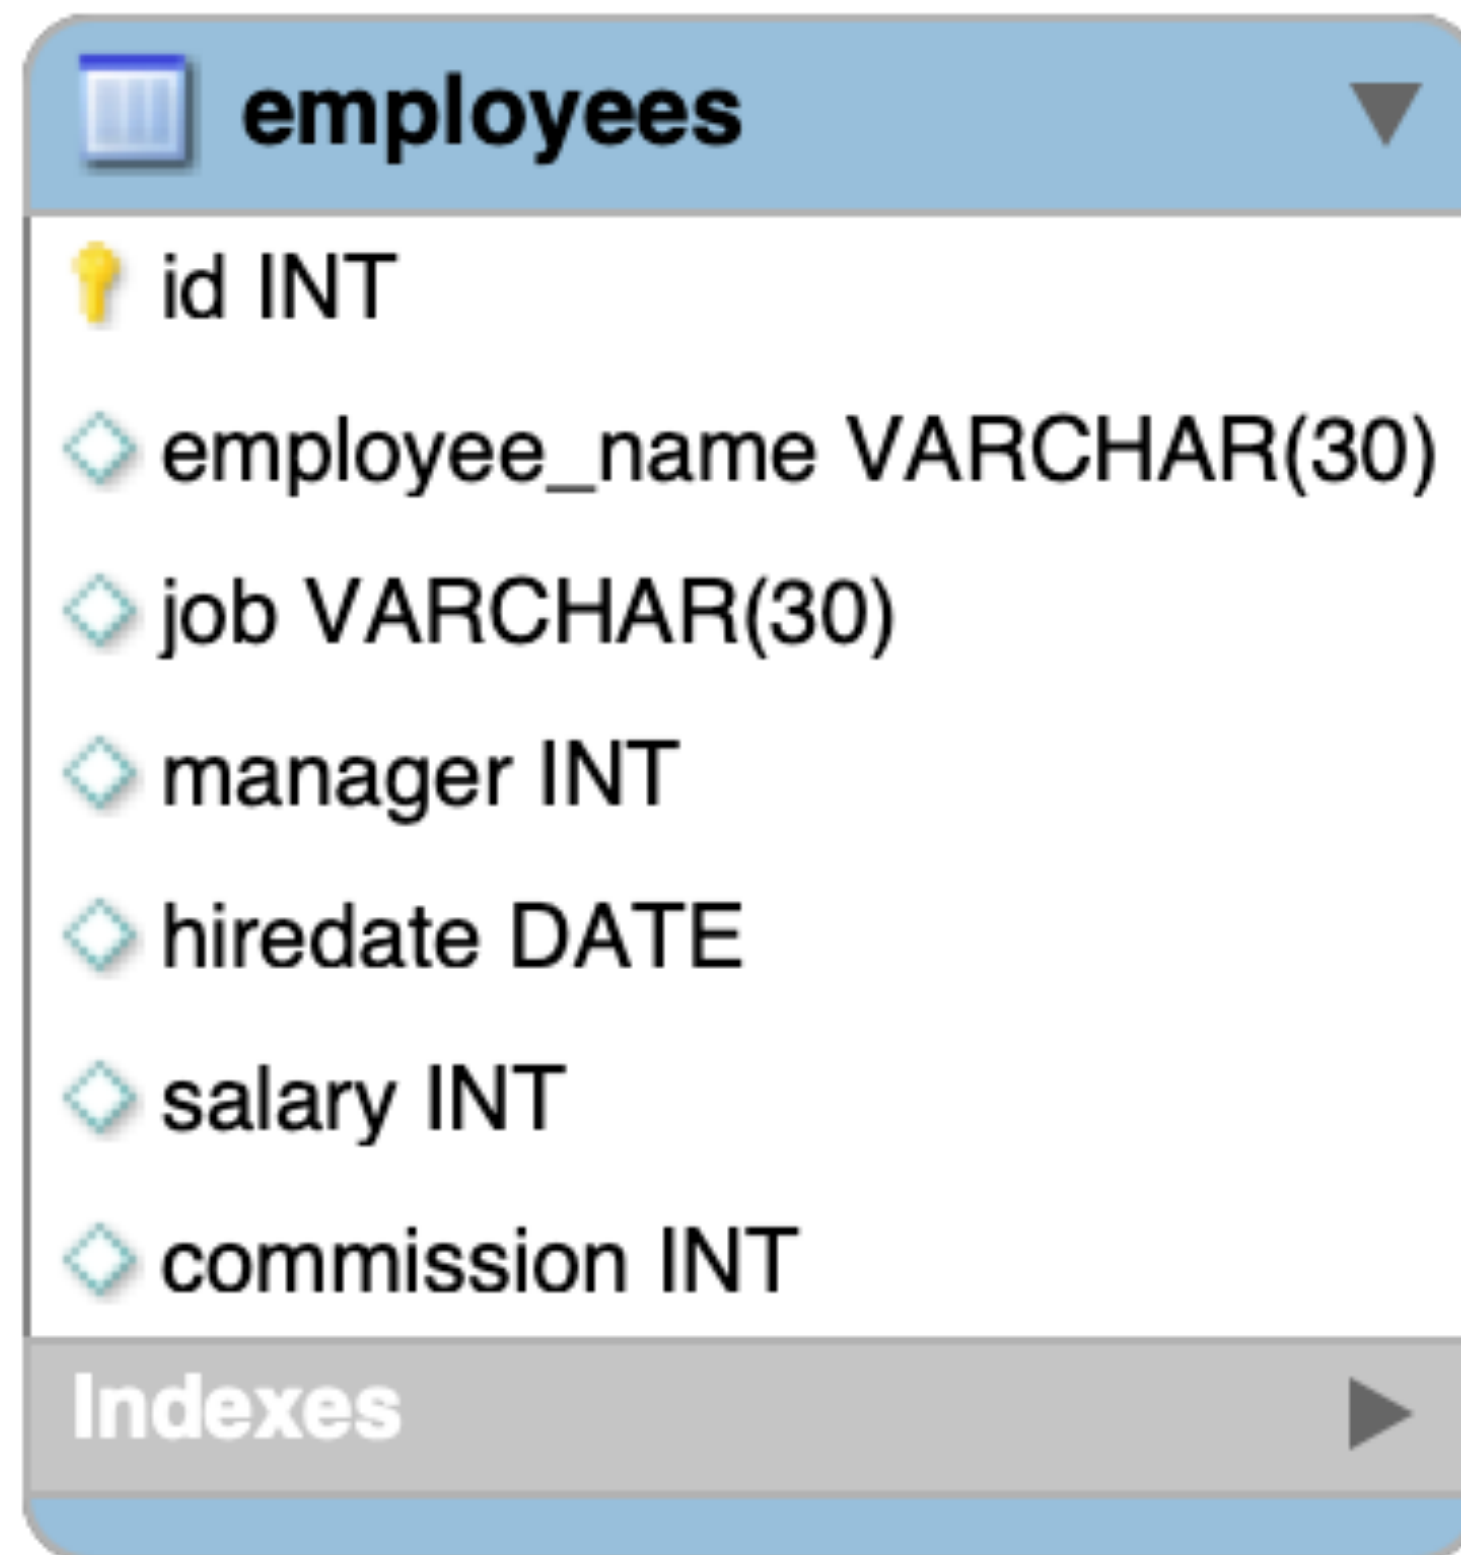 employees
id INT
employee_name VARCHAR(30)
job VARCHAR(30)
manager INT
hiredate DATE
salary INT
commission INT
Indexes